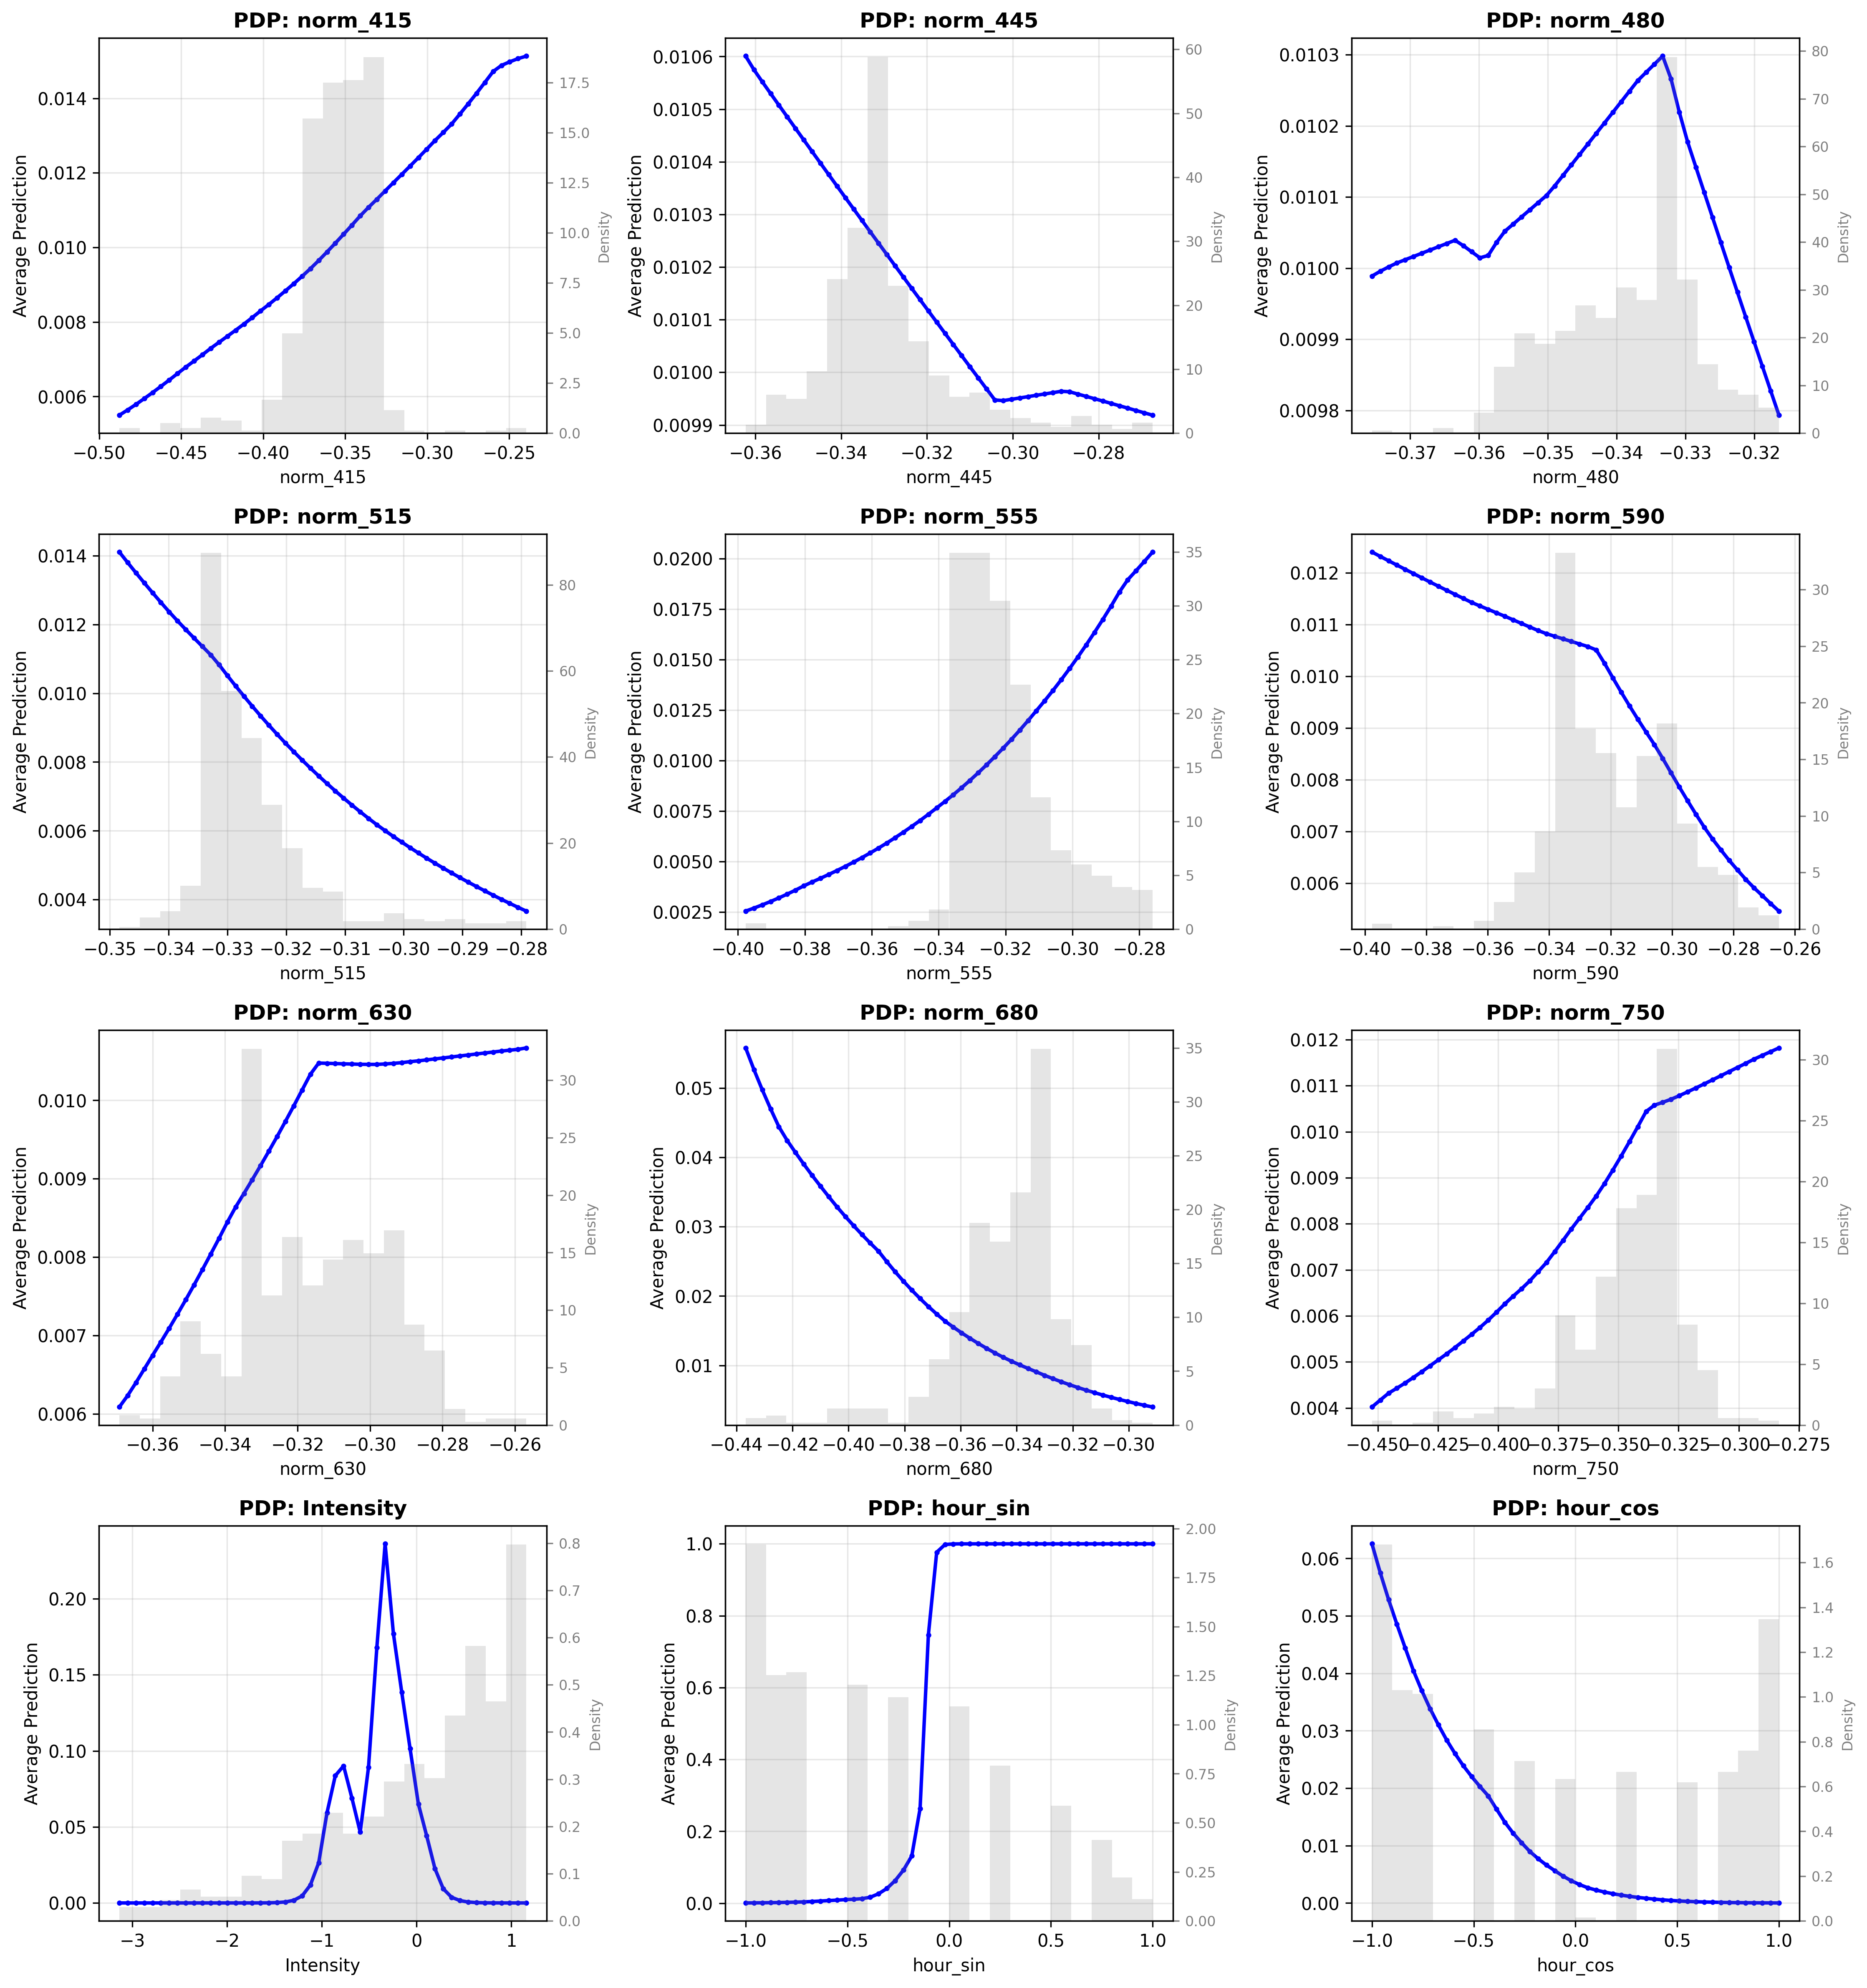 PDP: norm_415
Average Prediction
0.014
0.012
0.010
0.008
0.006
17.5
15.0
12.5
10.0
7.5
5.0
2.5
0.0
Density
−0.50 −0.45 −0.40 −0.35 −0.30 −0.25
norm_415
PDP: norm_445
Average Prediction
0.0106
0.0105
0.0104
0.0103
0.0102
0.0101
0.0100
0.0099
60
50
40
30
20
10
0
Density
−0.36 −0.34 −0.32 −0.30 −0.28
norm_445
PDP: norm_480
Average Prediction
0.0103
0.0102
0.0101
0.0100
0.0099
0.0098
80
70
60
50
40
30
20
10
0
Density
−0.37 −0.36 −0.35 −0.34 −0.33 −0.32
norm_480
PDP: norm_515
Average Prediction
0.014
0.012
0.010
0.008
0.006
0.004
80
60
40
20
0
Density
−0.35 −0.34 −0.33 −0.32 −0.31 −0.30 −0.29 −0.28
norm_515
PDP: norm_555
Average Prediction
0.0200
0.0175
0.0150
0.0125
0.0100
0.0075
0.0050
0.0025
35
30
25
20
15
10
5
0
Density
−0.40 −0.38 −0.36 −0.34 −0.32 −0.30 −0.28
norm_555
PDP: norm_590
Average Prediction
0.012
0.011
0.010
0.009
0.008
0.007
0.006
30
25
20
15
10
5
0
Density
−0.40 −0.38 −0.36 −0.34 −0.32 −0.30 −0.28 −0.26
norm_590
PDP: norm_630
Average Prediction
0.010
0.009
0.008
0.007
0.006
30
25
20
15
10
5
0
Density
−0.36 −0.34 −0.32 −0.30 −0.28 −0.26
norm_630
PDP: norm_680
Average Prediction
0.05
0.04
0.03
0.02
0.01
35
30
25
20
15
10
5
0
Density
−0.44 −0.42 −0.40 −0.38 −0.36 −0.34 −0.32 −0.30
norm_680
PDP: norm_750
Average Prediction
0.012
0.011
0.010
0.009
0.008
0.007
0.006
0.005
0.004
30
25
20
15
10
5
0
Density
−0.450 −0.425 −0.400 −0.375 −0.350 −0.325 −0.300 −0.275
norm_750
PDP: Intensity
Average Prediction
0.20
0.15
0.10
0.05
0.00
0.8
0.7
0.6
0.5
0.4
0.3
0.2
0.1
0.0
Density
−3 −2 −1 0 1
Intensity
PDP: hour_sin
Average Prediction
1.0
0.8
0.6
0.4
0.2
0.0
2.00
1.75
1.50
1.25
1.00
0.75
0.50
0.25
0.00
Density
−1.0 −0.5 0.0 0.5 1.0
hour_sin
PDP: hour_cos
Average Prediction
0.06
0.05
0.04
0.03
0.02
0.01
0.00
1.6
1.4
1.2
1.0
0.8
0.6
0.4
0.2
0.0
Density
−1.0 −0.5 0.0 0.5 1.0
hour_cos